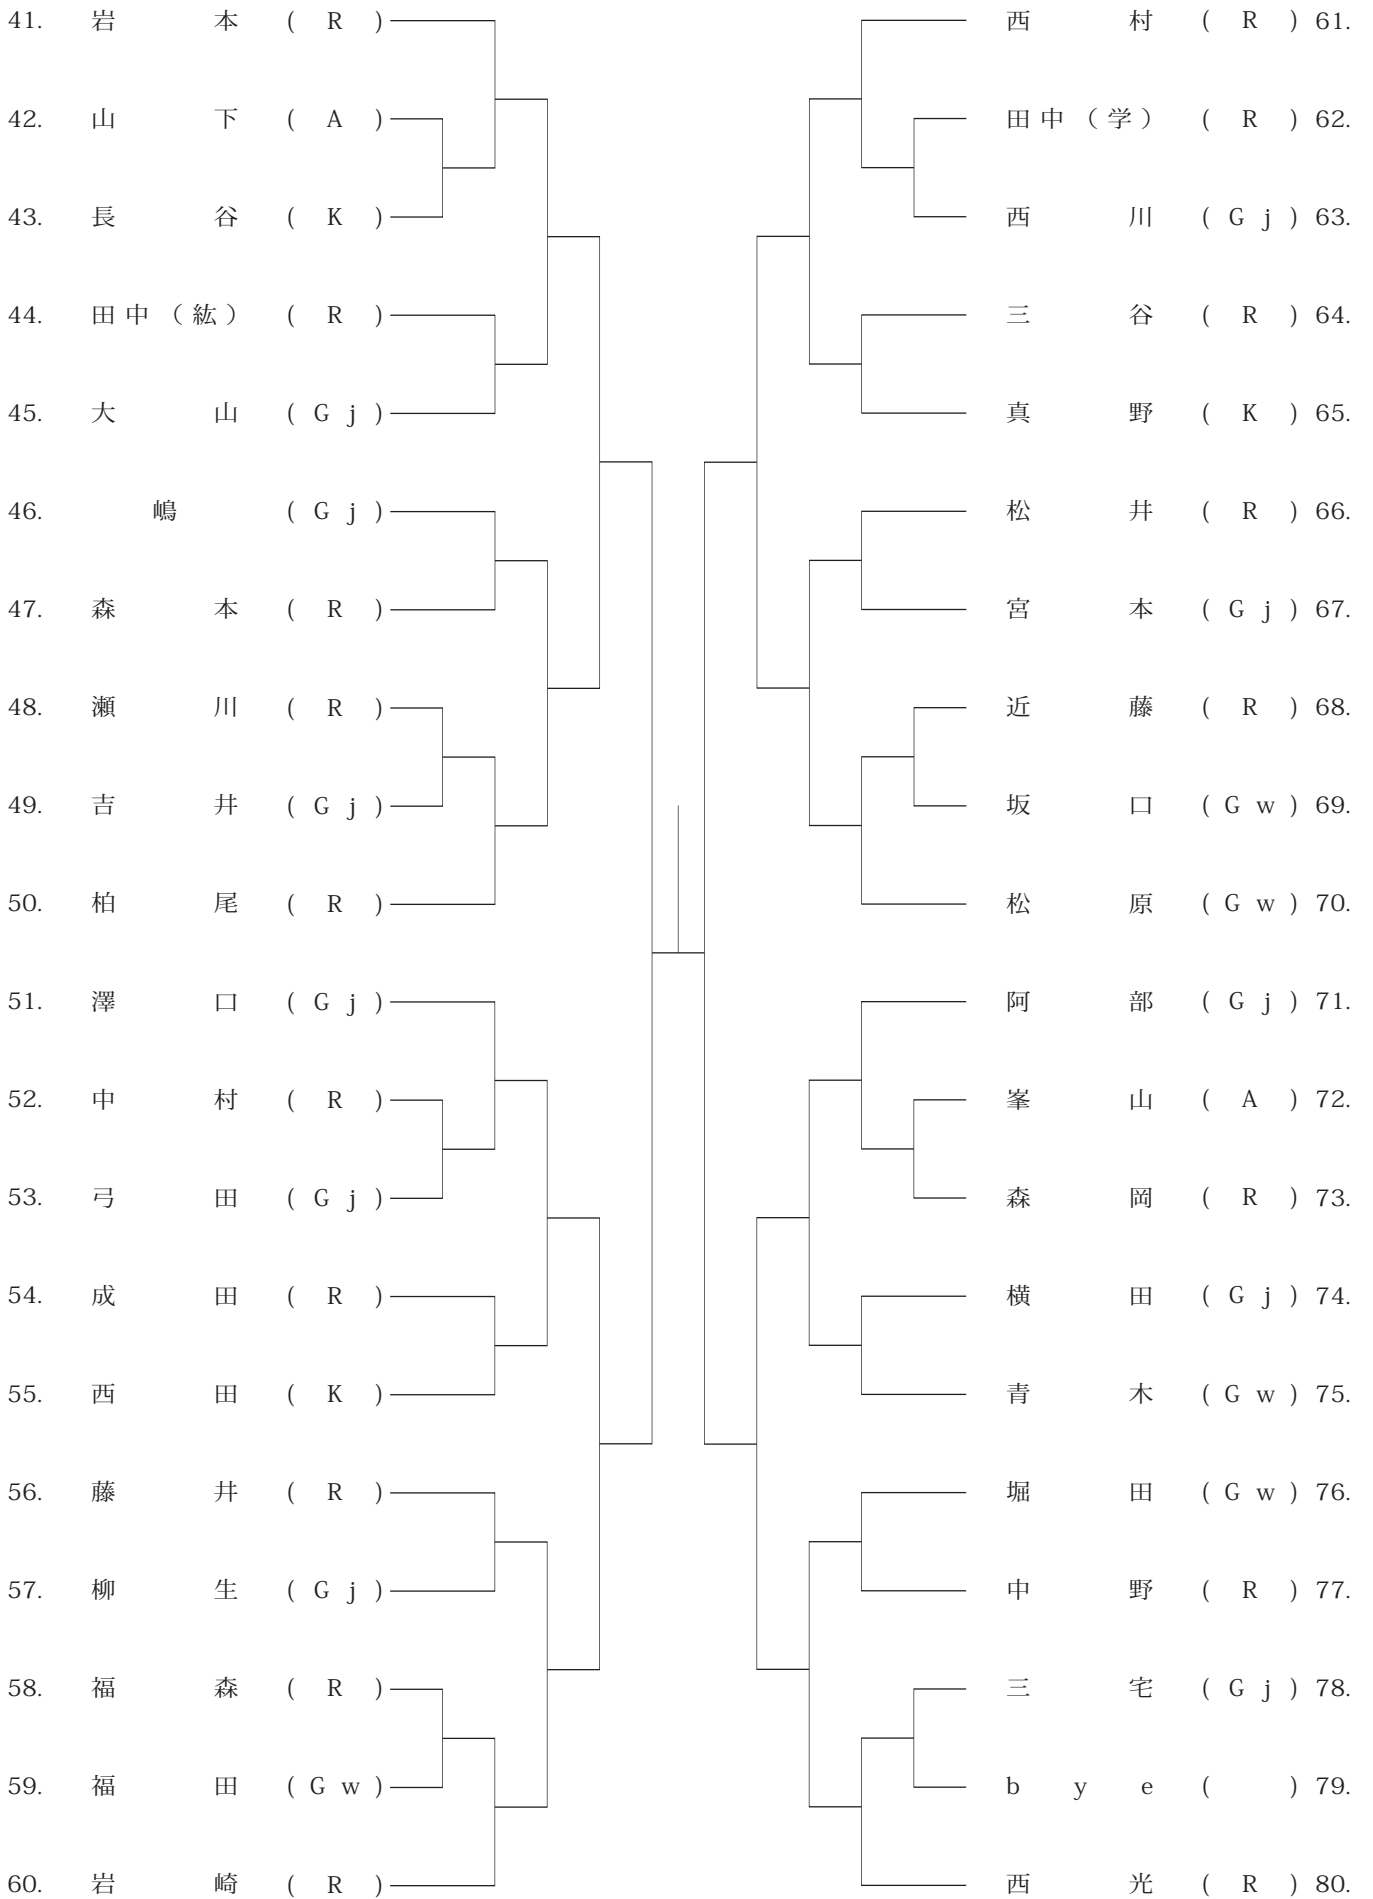 41. 岩本 (R)
42. 山下 (A)
43. 長谷 (K)
44. 田中（紘） (R)
45. 大山 (Gj)
46. 嶋 (Gj)
47. 森本 (R)
48. 瀬川 (R)
49. 吉井 (Gj)
50. 柏尾 (R)
51. 澤口 (Gj)
52. 中村 (R)
53. 弓田 (Gj)
54. 成田 (R)
55. 西田 (K)
56. 藤井 (R)
57. 柳生 (Gj)
58. 福森 (R)
59. 福田 (Gw)
60. 岩崎 (R)
西村 (R) 61.
田中（学） (R) 62.
西川 (Gj) 63.
三谷 (R) 64.
真野 (K) 65.
松井 (R) 66.
宮本 (Gj) 67.
近藤 (R) 68.
坂口 (Gw) 69.
松原 (Gw) 70.
阿部 (Gj) 71.
峯山 (A) 72.
森岡 (R) 73.
横田 (Gj) 74.
青木 (Gw) 75.
堀田 (Gw) 76.
中野 (R) 77.
三宅 (Gj) 78.
bye ( ) 79.
西光 (R) 80.